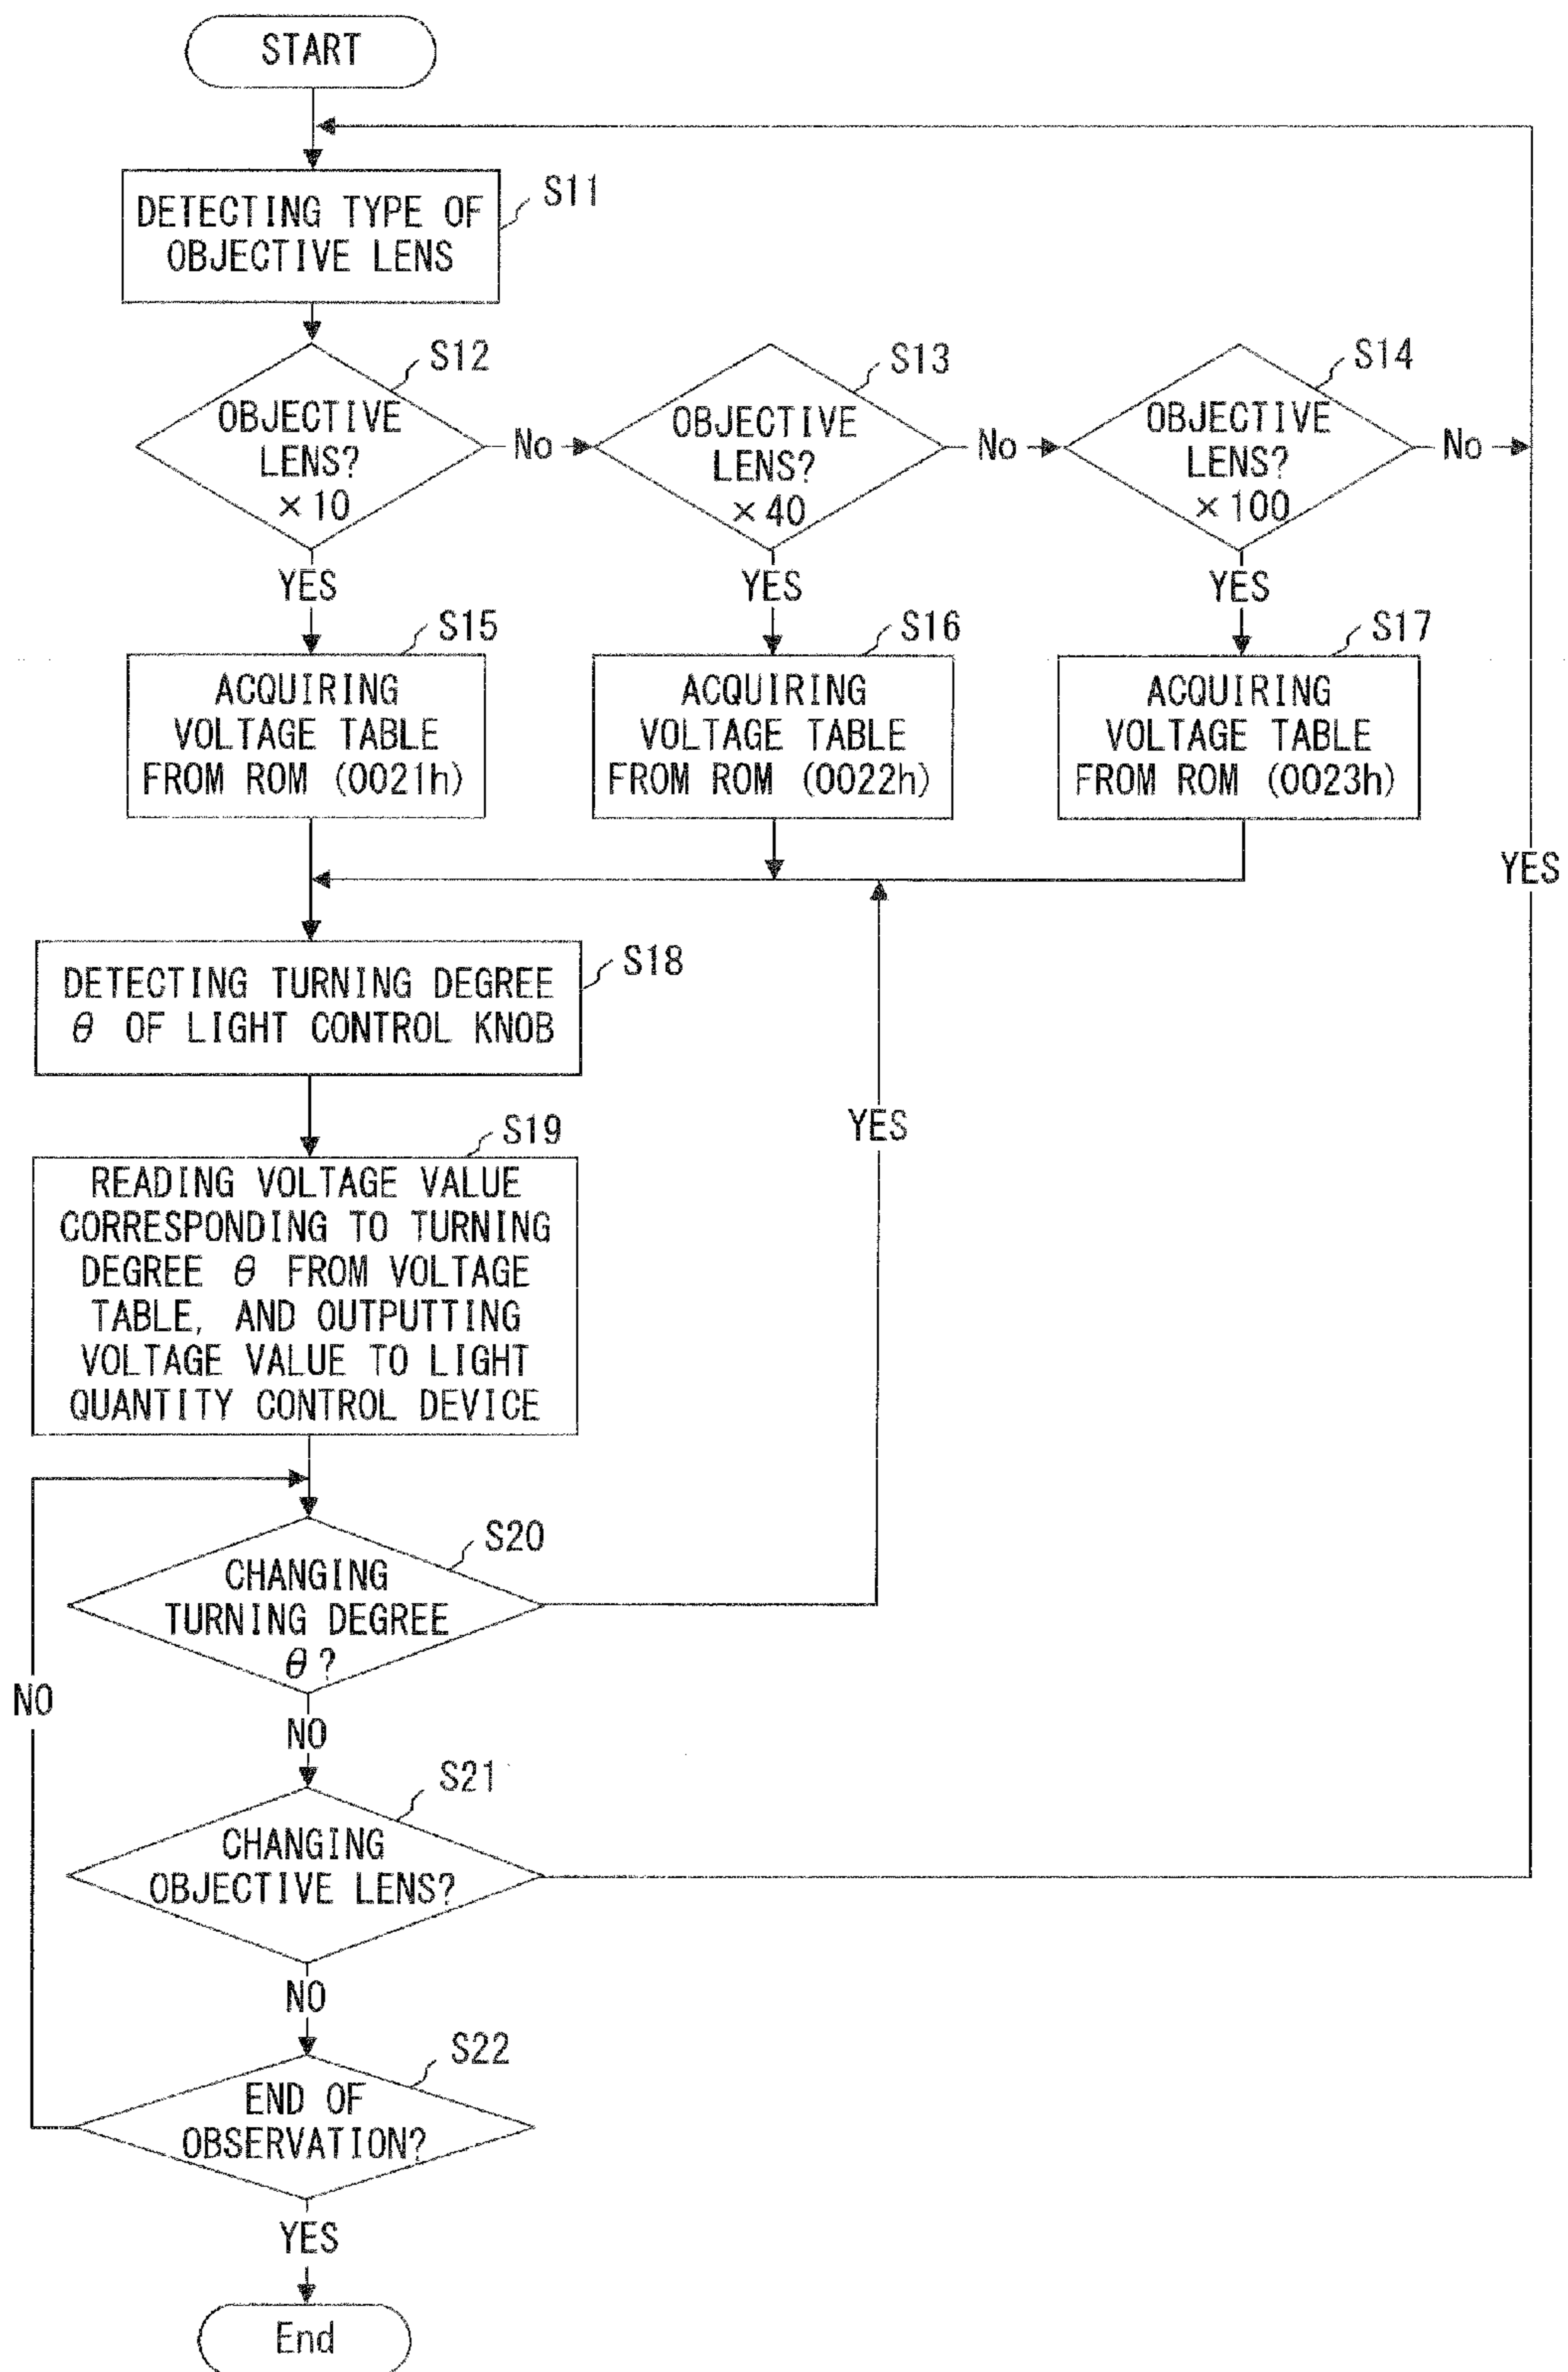 START
DETECTING TYPE OF
OBJECTIVE LENS
S11
OBJECTIVE
LENS?
×10
S12
No
OBJECTIVE
LENS?
×40
S13
No
OBJECTIVE
LENS?
×100
S14
No
YES
YES
YES
S15
ACQUIRING
VOLTAGE TABLE
FROM ROM (0021h)
S16
ACQUIRING
VOLTAGE TABLE
FROM ROM (0022h)
S17
ACQUIRING
VOLTAGE TABLE
FROM ROM (0023h)
YES
S18
DETECTING TURNING DEGREE
θ OF LIGHT CONTROL KNOB
YES
S19
READING VOLTAGE VALUE
CORRESPONDING TO TURNING
DEGREE θ FROM VOLTAGE
TABLE, AND OUTPUTTING
VOLTAGE VALUE TO LIGHT
QUANTITY CONTROL DEVICE
S20
CHANGING
TURNING DEGREE
θ?
NO
NO
S21
CHANGING
OBJECTIVE LENS?
NO
S22
END OF
OBSERVATION?
YES
End